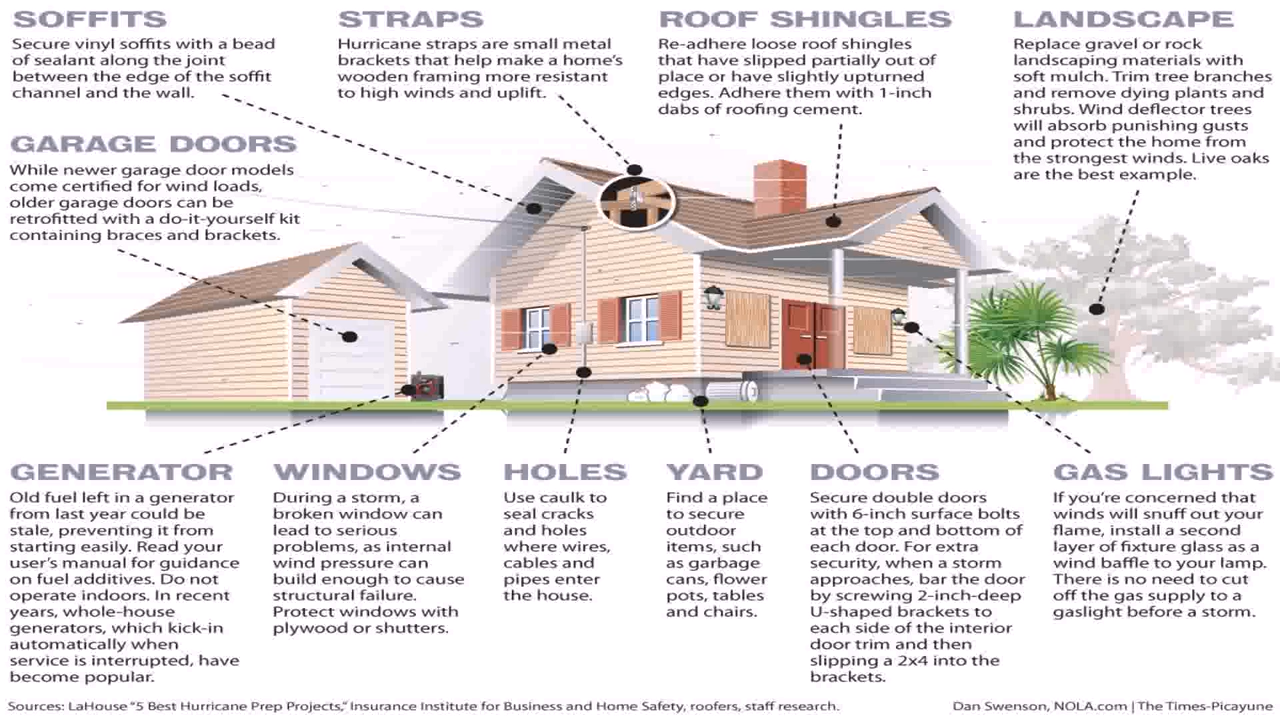 SOFFITS
Secure vinyl soffits with a bead
of sealant along the joint
between the edge of the soffit
channel and the wall.
STRAPS
Hurricane straps are small metal
brackets that help make a home's
wooden framing more resistant
to high winds and uplift.
ROOF SHINGLES
Re-adhere loose roof shingles
that have slipped partially out of
place or have slightly upturned
edges. Adhere them with 1-inch
dabs of roofing cement.
LANDSCAPE
Replace gravel or rock
landscaping materials with
soft mulch. Trim tree branches
and remove dying plants and
shrubs. Wind deflector trees
will absorb punishing gusts
and protect the home from
the strongest winds. Live oaks
are the best example.
GARAGE DOORS
While newer garage door models
come certified for wind loads,
older garage doors can be
retrofitted with a do-it-yourself kit
containing braces and brackets.
GENERATOR
Old fuel left in a generator
from last year could be
stale, preventing it from
starting easily. Read your
user's manual for guidance
on fuel additives. Do not
operate indoors. In recent
years, whole-house
generators, which kick-in
automatically when
service is interrupted, have
become popular.
WINDOWS
During a storm, a
broken window can
lead to serious
problems, as internal
wind pressure can
build enough to cause
structural failure.
Protect windows with
plywood or shutters.
HOLES
Use caulk to
seal cracks
and holes
where wires,
cables and
pipes enter
the house.
YARD
Find a place
to secure
outdoor
items, such
as garbage
cans, flower
pots, tables
and chairs.
DOORS
Secure double doors
with 6-inch surface bolts
at the top and bottom of
each door. For extra
security, when a storm
approaches, bar the door
by screwing 2-inch-deep
U-shaped brackets to
each side of the interior
door trim and then
slipping a 2x4 into the
brackets.
GAS LIGHTS
If you're concerned that
winds will snuff out your
flame, install a second
layer of fixture glass as a
wind baffle to your lamp.
There is no need to cut
off the gas supply to a
gaslight before a storm.
Sources: LaHouse "5 Best Hurricane Prep Projects," Insurance Institute for Business and Home Safety, roofers, staff research.
Dan Swenson, NOLA.com | The Times-Picayune